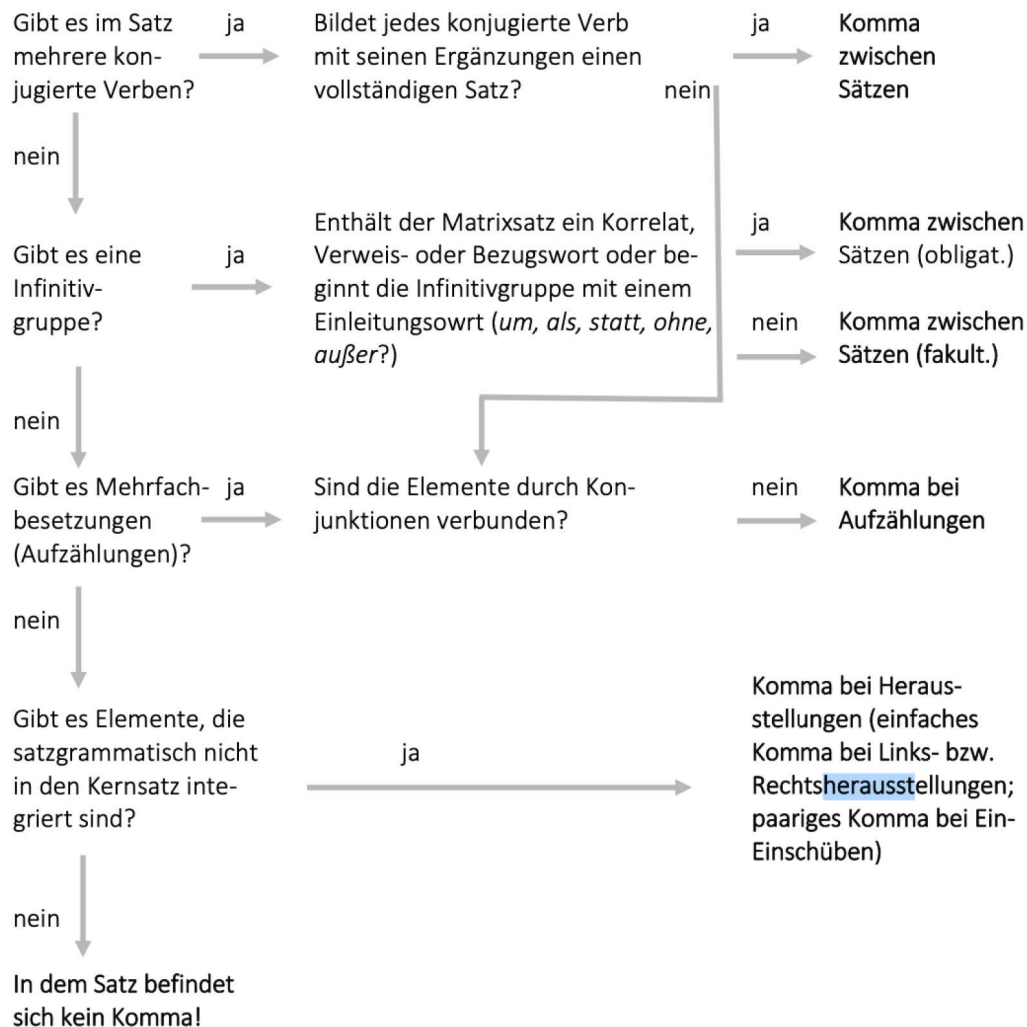 Gibt es im Satz
mehrere kon-
jugierte Verben?
ja
Bildet jedes konjugierte Verb
mit seinen Ergänzungen einen
vollständigen Satz?
nein
ja
Komma
zwischen
Sätzen
nein
Gibt es eine
Infinitiv-
gruppe?
ja
Enthält der Matrixsatz ein Korrelat,
Verweis- oder Bezugswort oder be-
ginnt die Infinitivgruppe mit einem
Einleitungsowrt (um, als, statt, ohne,
außer?)
ja
Komma zwischen
Sätzen (obligat.)
nein
Komma zwischen
Sätzen (fakult.)
nein
Gibt es Mehrfach-
besetzungen
(Aufzählungen)?
ja
Sind die Elemente durch Kon-
junktionen verbunden?
nein
Komma bei
Aufzählungen
nein
Gibt es Elemente, die
satzgrammatisch nicht
in den Kernsatz inte-
griert sind?
ja
Komma bei Heraus-
stellungen (einfaches
Komma bei Links- bzw.
Rechtsherausstellungen;
paariges Komma bei Ein-
Einschüben)
nein
In dem Satz befindet
sich kein Komma!